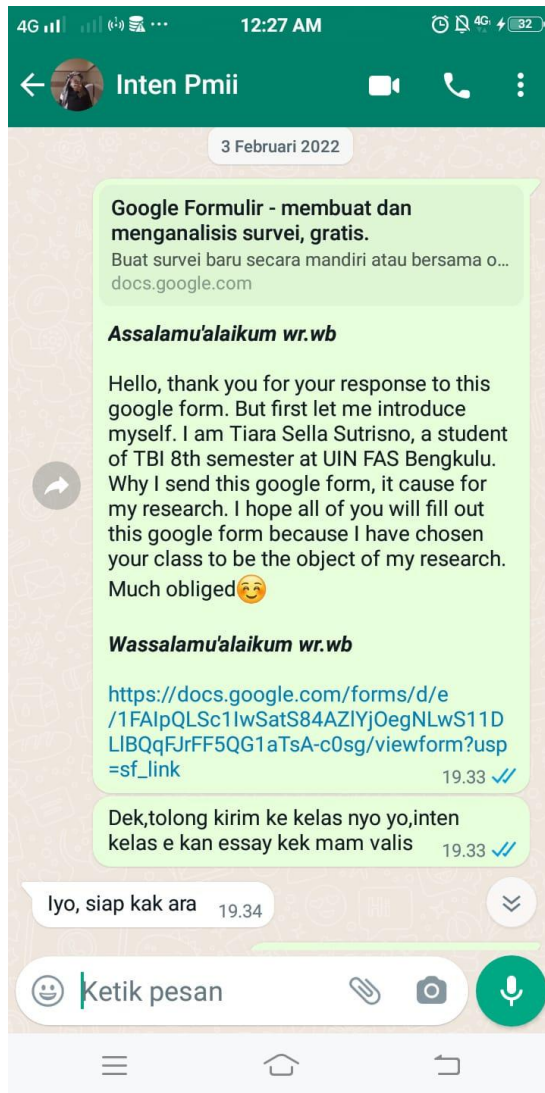 4G 12:27 AM 4G 32
Inten Pmii
3 Februari 2022
Google Formulir - membuat dan
menganalisis survei, gratis.
Buat survei baru secara mandiri atau bersama o...
docs.google.com
Assalamu'alaikum wr.wb
Hello, thank you for your response to this
google form. But first let me introduce
myself. I am Tiara Sella Sutrisno, a student
of TBI 8th semester at UIN FAS Bengkulu.
Why I send this google form, it cause for
my research. I hope all of you will fill out
this google form because I have chosen
your class to be the object of my research.
Much obliged☺️
Wassalamu'alaikum wr.wb
https://docs.google.com/forms/d/e
/1FAIpQLSc1IwSatS84AZlYjOegNLwS11D
LlBQqFJrFF5QG1aTsA-c0sg/viewform?usp
=sf_link
19.33
Dek,tolong kirim ke kelas nyo yo,inten
kelas e kan essay kek mam valis 19.33
Iyo, siap kak ara 19.34
Ketik pesan